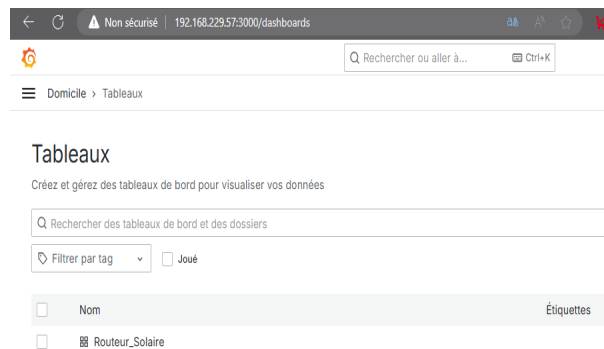 Non sécurisé 192.168.229.57:3000/dashboards aあ A
Rechercher ou aller à... Ctrl+K
Domicile > Tableaux
Tableaux
Créez et gérez des tableaux de bord pour visualiser vos données
Rechercher des tableaux de bord et des dossiers
Filtrer par tag Joué
Nom Étiquettes
Routeur_Solaire